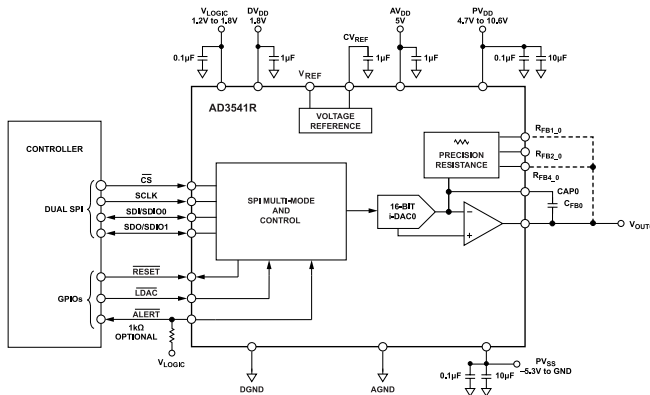 VLOGIC
1.2V to 1.8V
DVDD
1.8V
AVDD
5V
PVDD
4.7V to 10.6V
0.1µF
1µF
CVREF
1µF
1µF
0.1µF
10µF
VREF
AD3541R
VOLTAGE
REFERENCE
CONTROLLER
RFB1_0
RFB2_0
RFB4_0
PRECISION
RESISTANCE
CS
SCLK
SDI/SDIO0
SDO/SDIO1
DUAL SPI
SPI MULTI-MODE
AND
CONTROL
16-BIT
i-DAC0
CAP0
CFB0
VOUT0
RESET
LDAC
ALERT
GPIOs
1kΩ
OPTIONAL
VLOGIC
DGND
AGND
0.1µF
10µF
PVSS
–5.3V to GND